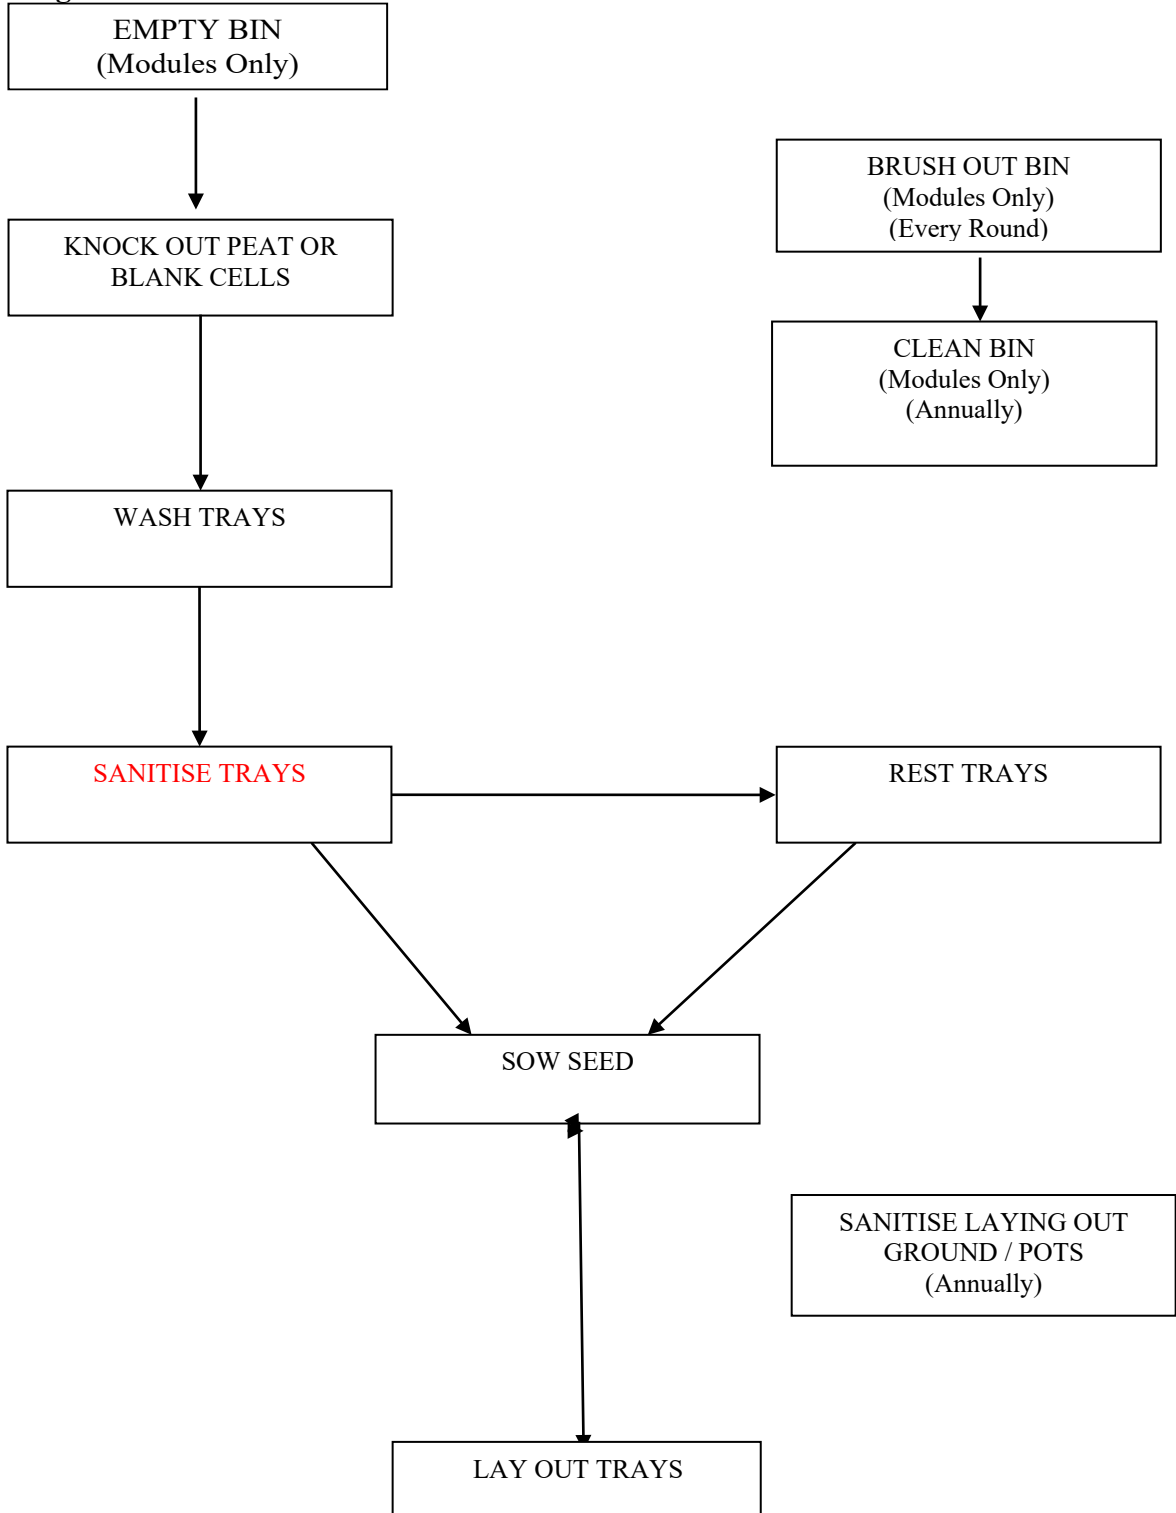 EMPTY BIN
(Modules Only)
BRUSH OUT BIN
(Modules Only)
(Every Round)
KNOCK OUT PEAT OR
BLANK CELLS
CLEAN BIN
(Modules Only)
(Annually)
WASH TRAYS
SANITISE TRAYS
REST TRAYS
SOW SEED
SANITISE LAYING OUT
GROUND / POTS
(Annually)
LAY OUT TRAYS